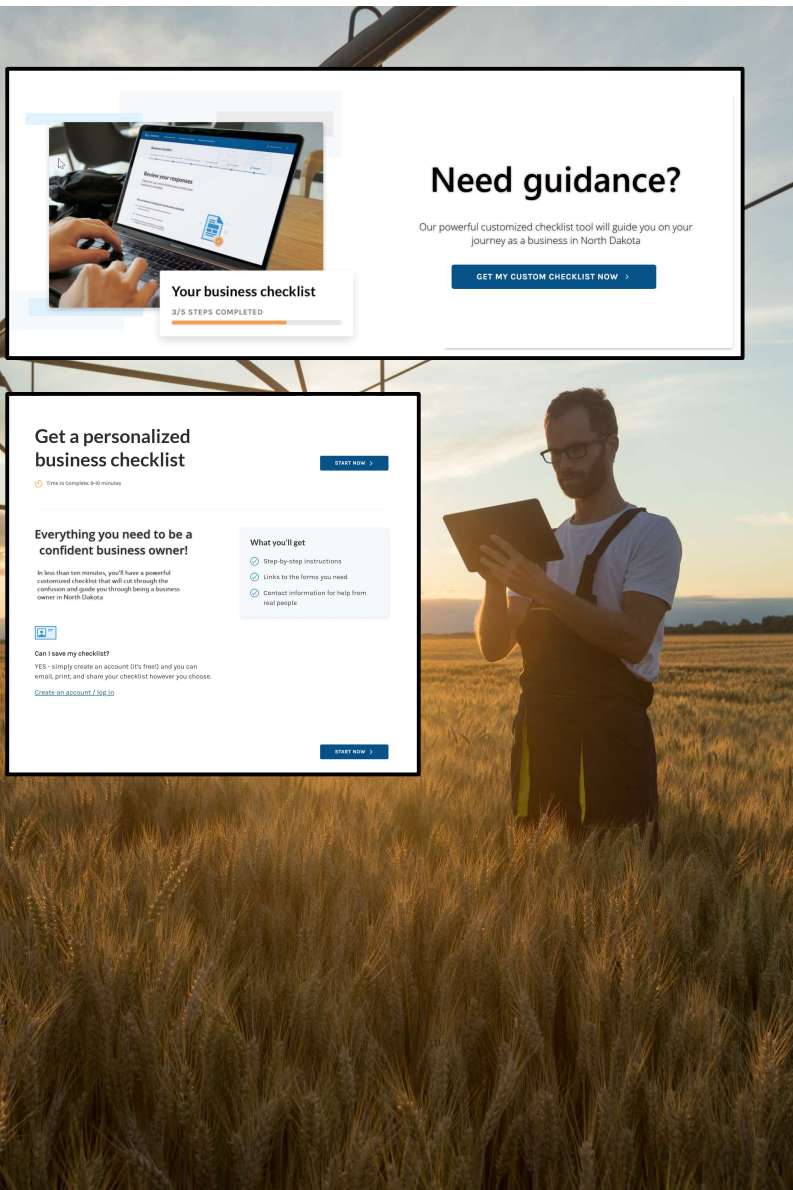 Review your responses
Your business checklist
3/5 STEPS COMPLETED
Need guidance?
Our powerful customized checklist tool will guide you on your
journey as a business in North Dakota
GET MY CUSTOM CHECKLIST NOW >
Get a personalized
business checklist
START NOW >
Time to Complete: 9-10 minutes
Everything you need to be a
confident business owner!
In less than ten minutes, you'll have a powerful
customized checklist that will cut through the
confusion and guide you through being a business
owner in North Dakota
What you'll get
Step-by-step instructions
Links to the forms you need
Contact information for help from
real people
Can I save my checklist?
YES - simply create an account (it's free!) and you can
email, print, and share your checklist however you choose.
Create an account / log in
START NOW >